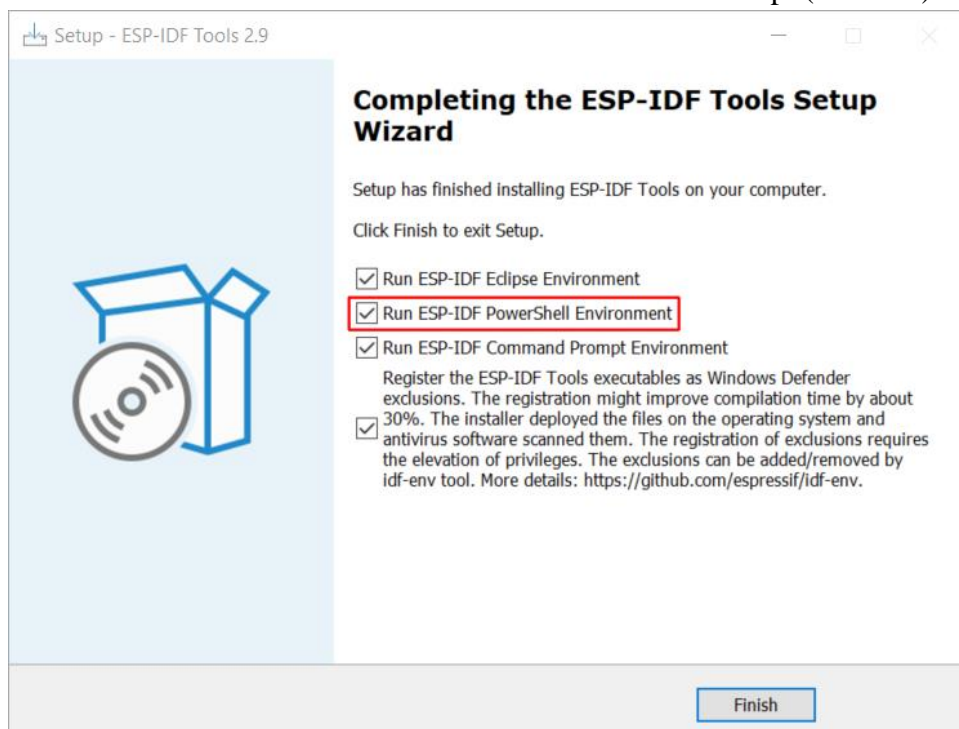 Setup - ESP-IDF Tools 2.9
Completing the ESP-IDF Tools Setup
Wizard
Setup has finished installing ESP-IDF Tools on your computer.
Click Finish to exit Setup.
Run ESP-IDF Eclipse Environment
Run ESP-IDF PowerShell Environment
Run ESP-IDF Command Prompt Environment
Register the ESP-IDF Tools executables as Windows Defender
exclusions. The registration might improve compilation time by about
30%. The installer deployed the files on the operating system and
antivirus software scanned them. The registration of exclusions requires
the elevation of privileges. The exclusions can be added/removed by
idf-env tool. More details: https://github.com/espressif/idf-env.
Finish